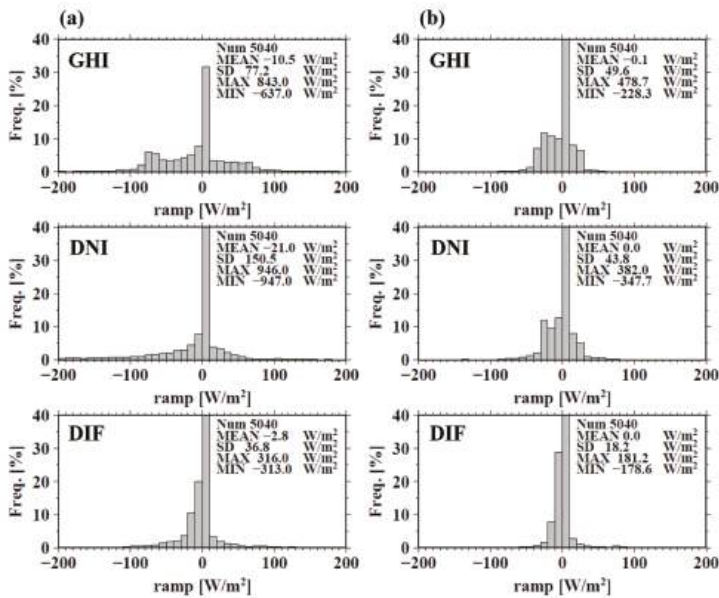 (a)
GHI
Num 5040
MEAN −10.5 W/m²
SD 77.2 W/m²
MAX 843.0 W/m²
MIN −637.0 W/m²
Freq. [%]
40
30
20
10
0
−200 −100 0 100 200
ramp [W/m²]
DNI
Num 5040
MEAN −21.0 W/m²
SD 150.5 W/m²
MAX 946.0 W/m²
MIN −947.0 W/m²
Freq. [%]
40
30
20
10
0
−200 −100 0 100 200
ramp [W/m²]
DIF
Num 5040
MEAN −2.8 W/m²
SD 36.8 W/m²
MAX 316.0 W/m²
MIN −313.0 W/m²
Freq. [%]
40
30
20
10
0
−200 −100 0 100 200
ramp [W/m²]
(b)
GHI
Num 5040
MEAN −0.1 W/m²
SD 49.6 W/m²
MAX 478.7 W/m²
MIN −228.3 W/m²
Freq. [%]
40
30
20
10
0
−200 −100 0 100 200
ramp [W/m²]
DNI
Num 5040
MEAN 0.0 W/m²
SD 43.8 W/m²
MAX 382.0 W/m²
MIN −347.7 W/m²
Freq. [%]
40
30
20
10
0
−200 −100 0 100 200
ramp [W/m²]
DIF
Num 5040
MEAN 0.0 W/m²
SD 18.2 W/m²
MAX 181.2 W/m²
MIN −178.6 W/m²
Freq. [%]
40
30
20
10
0
−200 −100 0 100 200
ramp [W/m²]